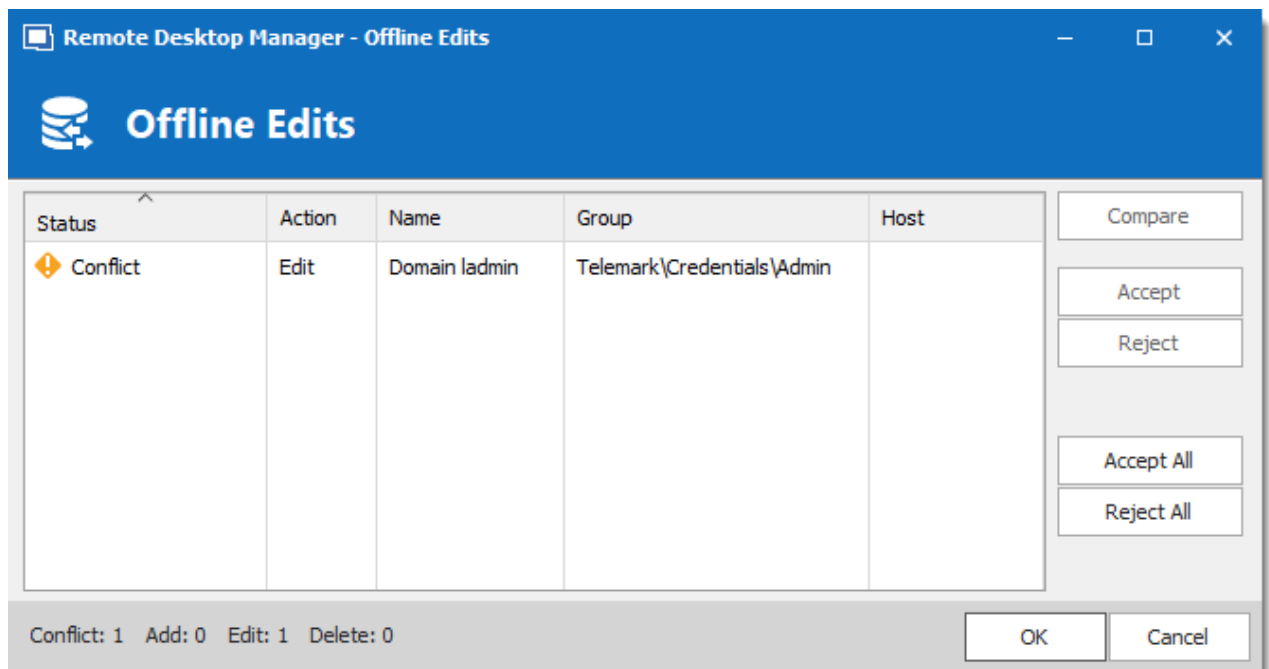 Remote Desktop Manager - Offline Edits
Offline Edits
Status Action Name Group Host
Conflict Edit Domain ladmin Telemark\Credentials\Admin
Compare
Accept
Reject
Accept All
Reject All
Conflict: 1 Add: 0 Edit: 1 Delete: 0
OK Cancel